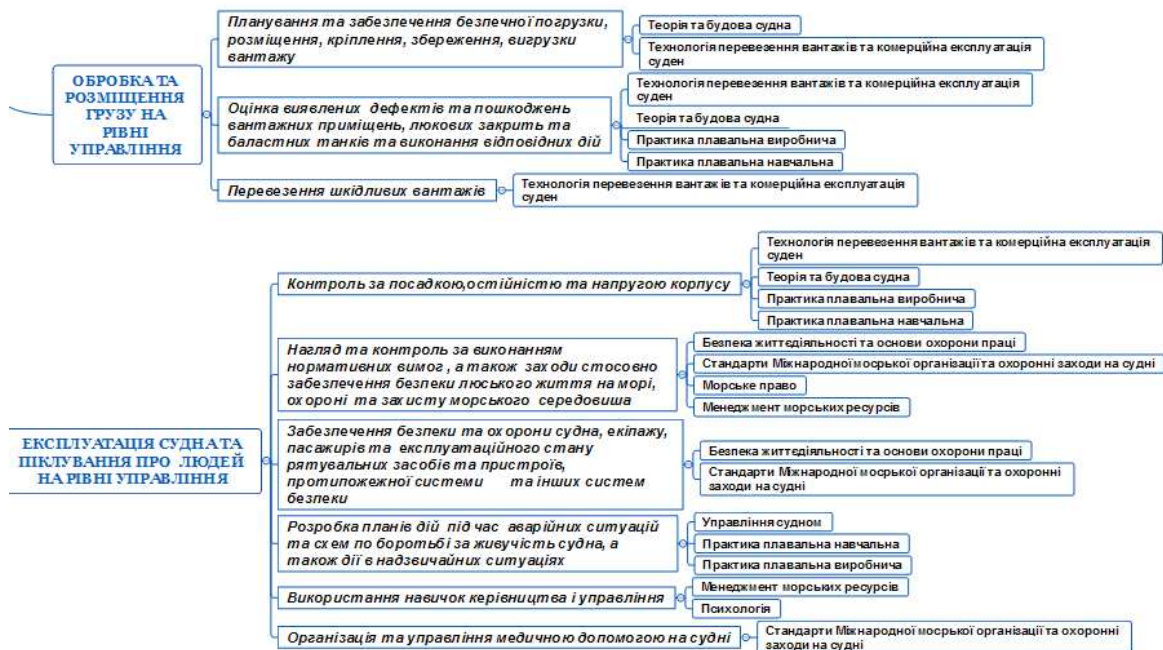 ОБРОБКА ТА
РОЗМІЩЕННЯ
ГРУЗУ НА
РІВНІ
УПРАВЛІННЯ
Планування та забезпечення безпечної погрузки,
розміщення, кріплення, збереження, вигрузки
вантажу
Теорія та будова судна
Технологія перевезення вантажів та комерційна експлуатація
суден
Оцінка виявлених дефектів та пошкоджень
вантажних приміщень, люкових закрить та
баластних танків та виконання відповідних дій
Технологія перевезення вантажів та комерційна експлуатація
суден
Теорія та будова судна
Практика плавальна виробнича
Практика плавальна навчальна
Перевезення шкідливих вантажів
Технологія перевезення вантажів та комерційна експлуатація
суден
ЕКСПЛУАТАЦІЯ СУДНА ТА
ПІКЛУВАННЯ ПРО ЛЮДЕЙ
НА РІВНІ УПРАВЛІННЯ
Контроль за посадкою,остійністю та напругою корпусу
Технологія перевезення вантажів та комерційна експлуатація
суден
Теорія та будова судна
Практика плавальна виробнича
Практика плавальна навчальна
Нагляд та контроль за виконанням
нормативних вимог , а також заходи стосовно
забезпечення безпеки люського життя на морі,
охороні та захисту морського середовиша
Безпека життєдіяльності та основи охорони праці
Стандарти Міжнародної мосрької організації та охоронні заходи на судні
Морське право
Менеджмент морських ресурсів
Забезпечення безпеки та охорони судна, екіпажу,
пасажирів та експлуатаційного стану
рятувальних засобів та пристроїв,
протипожежної системи та інших систем
безпеки
Безпека життєдіяльності та основи охорони праці
Стандарти Міжнародної мосрької організації та охоронні
заходи на судні
Розробка планів дій під час аварійних ситуацій
та схем по боротьбі за живучість судна, а
також дії в надзвичайних ситуаціях
Управління судном
Практика плавальна навчальна
Практика плавальна виробнича
Використання навичок керівництва і управління
Менеджмент морських ресурсів
Психологія
Організація та управління медичною допомогою на судні
Стандарти Міжнародної мосрької організації та охоронні
заходи на судні